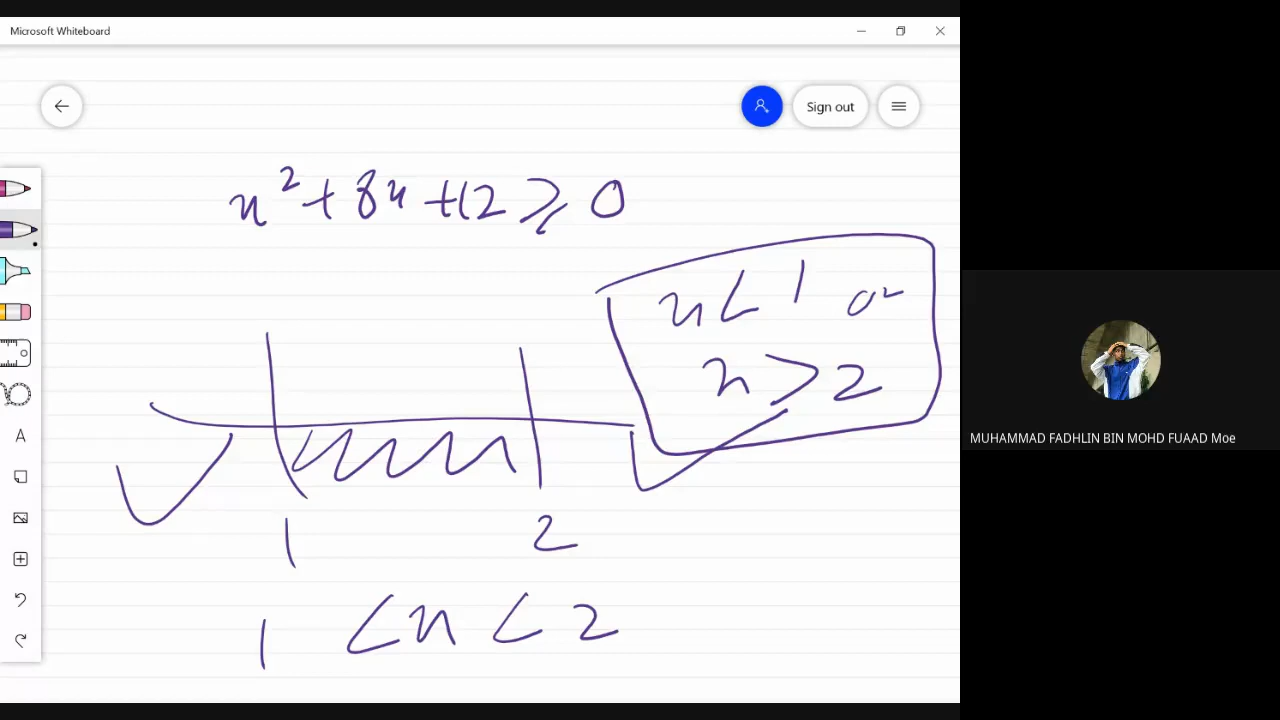 Microsoft Whiteboard
Sign out
x² + 8x + 12 ≥ 0
x < 1 or
x > 2
1 2
1 < x < 2
A
MUHAMMAD FADHLIN BIN MOHD FUAAD Moe